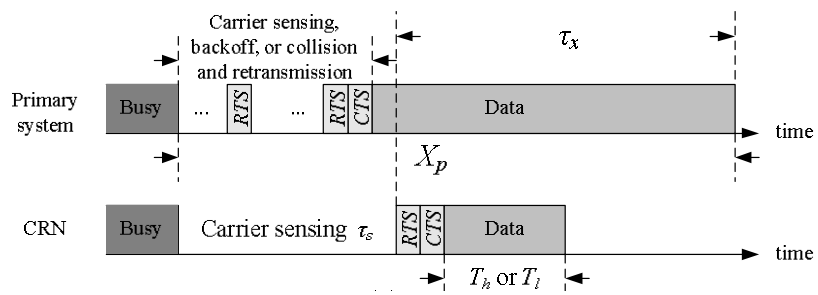 Carrier sensing,
backoff, or collision
and retransmission
τx
Primary
system
Busy
...
RTS
...
RTS
CTS
Data
time
Xp
CRN
Busy
Carrier sensing τs
RTS
CTS
Data
time
Th or Tl